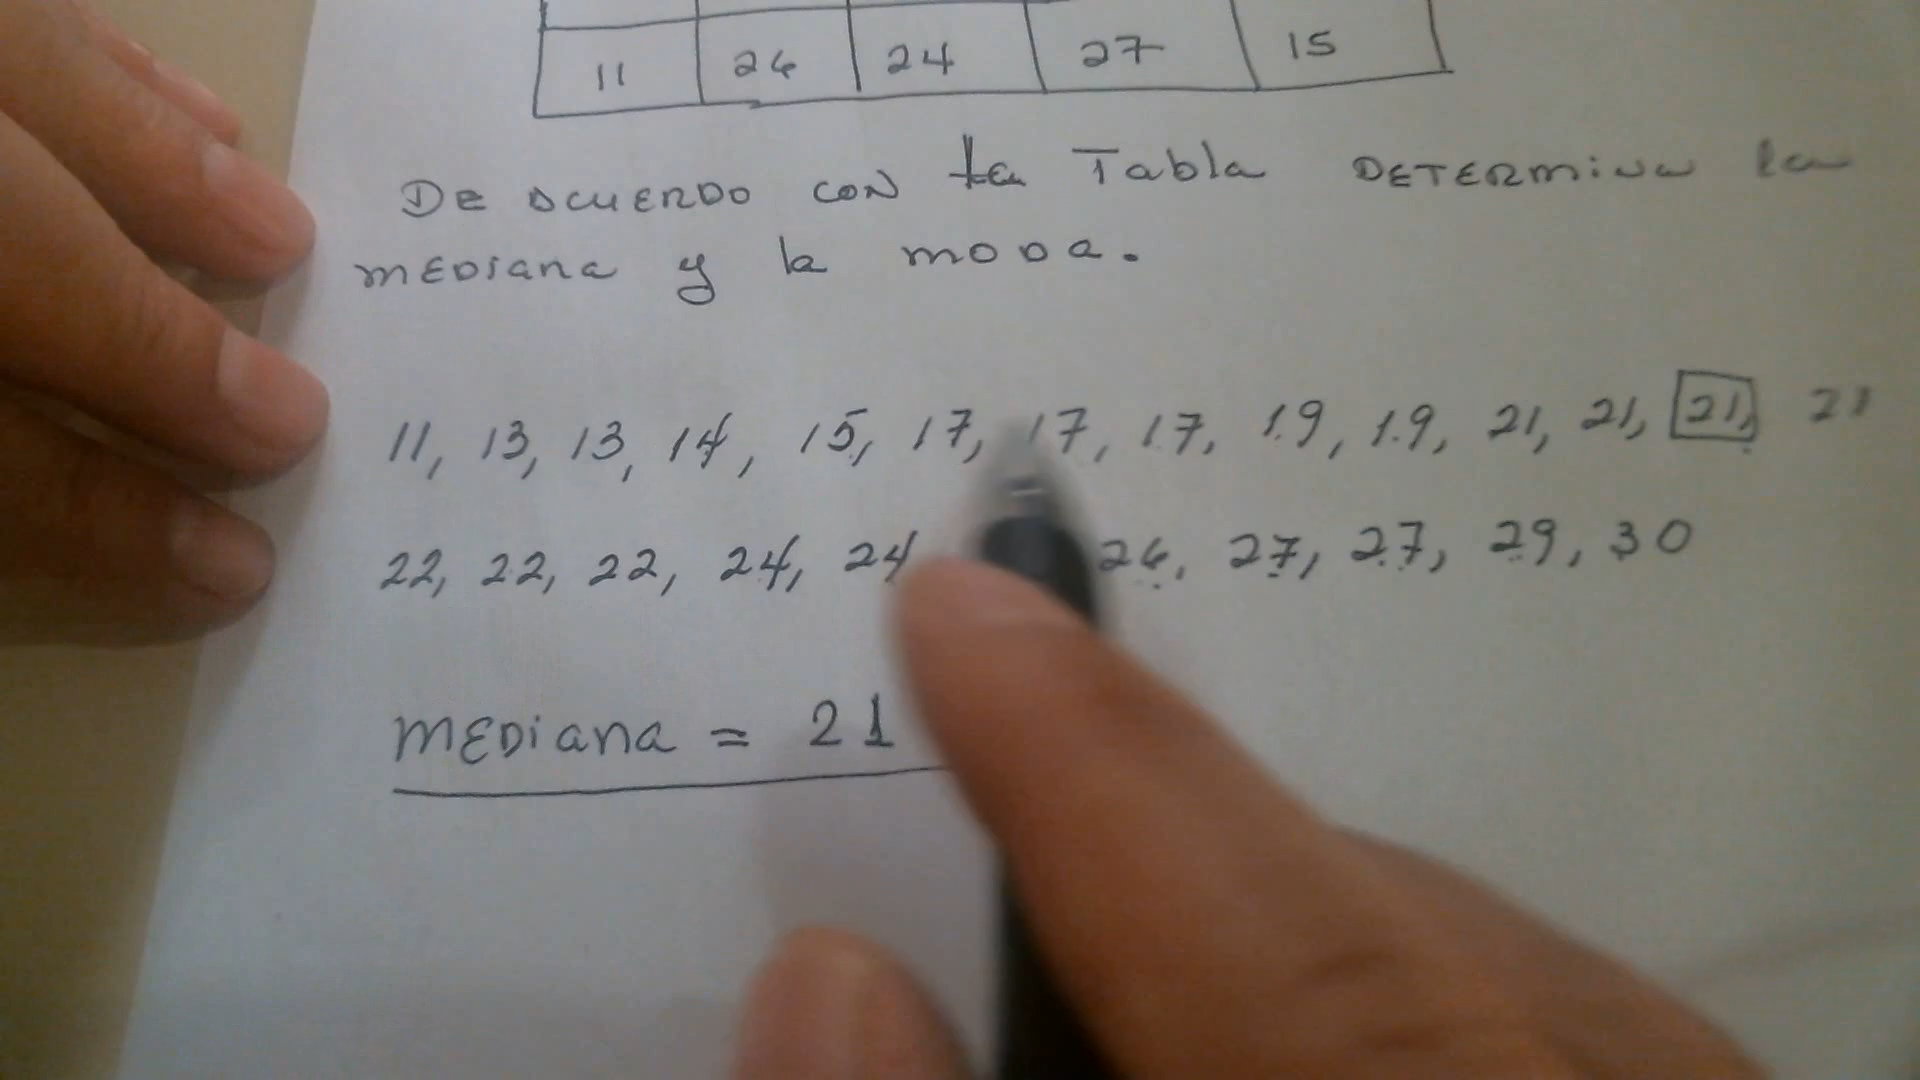 11 26 24 27 15
De acuerdo con la Tabla DETERMINA la
mediana y la moda.
11, 13, 13, 14, 15, 17, 17, 17, 19, 19, 21, 21, 21, 21
22, 22, 22, 24, 24 26, 27, 27, 29, 30
mediana = 21